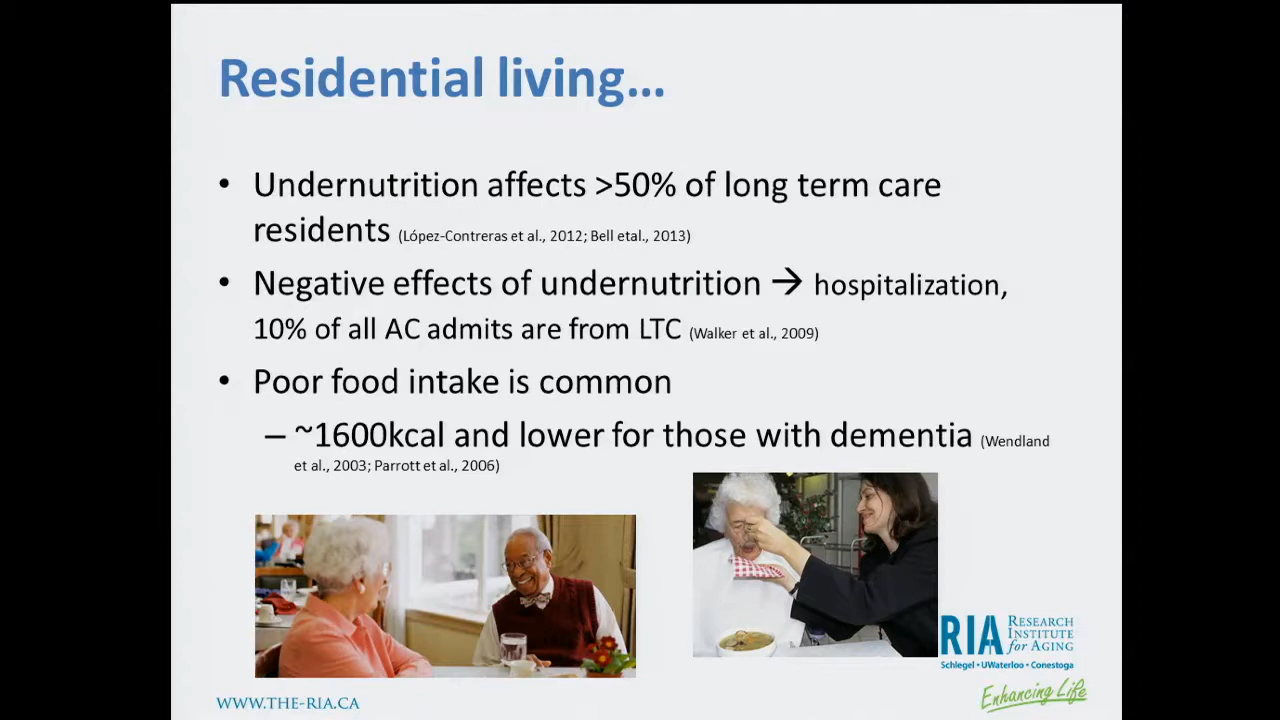 Residential living...
• Undernutrition affects >50% of long term care
residents (López-Contreras et al., 2012; Bell etal., 2013)
• Negative effects of undernutrition → hospitalization,
10% of all AC admits are from LTC (Walker et al., 2009)
• Poor food intake is common
– ~1600kcal and lower for those with dementia (Wendland
et al., 2003; Parrott et al., 2006)
RIA RESEARCH
INSTITUTE
for AGING
Schlegel • UWaterloo • Conestoga
Enhancing Life
WWW.THE-RIA.CA